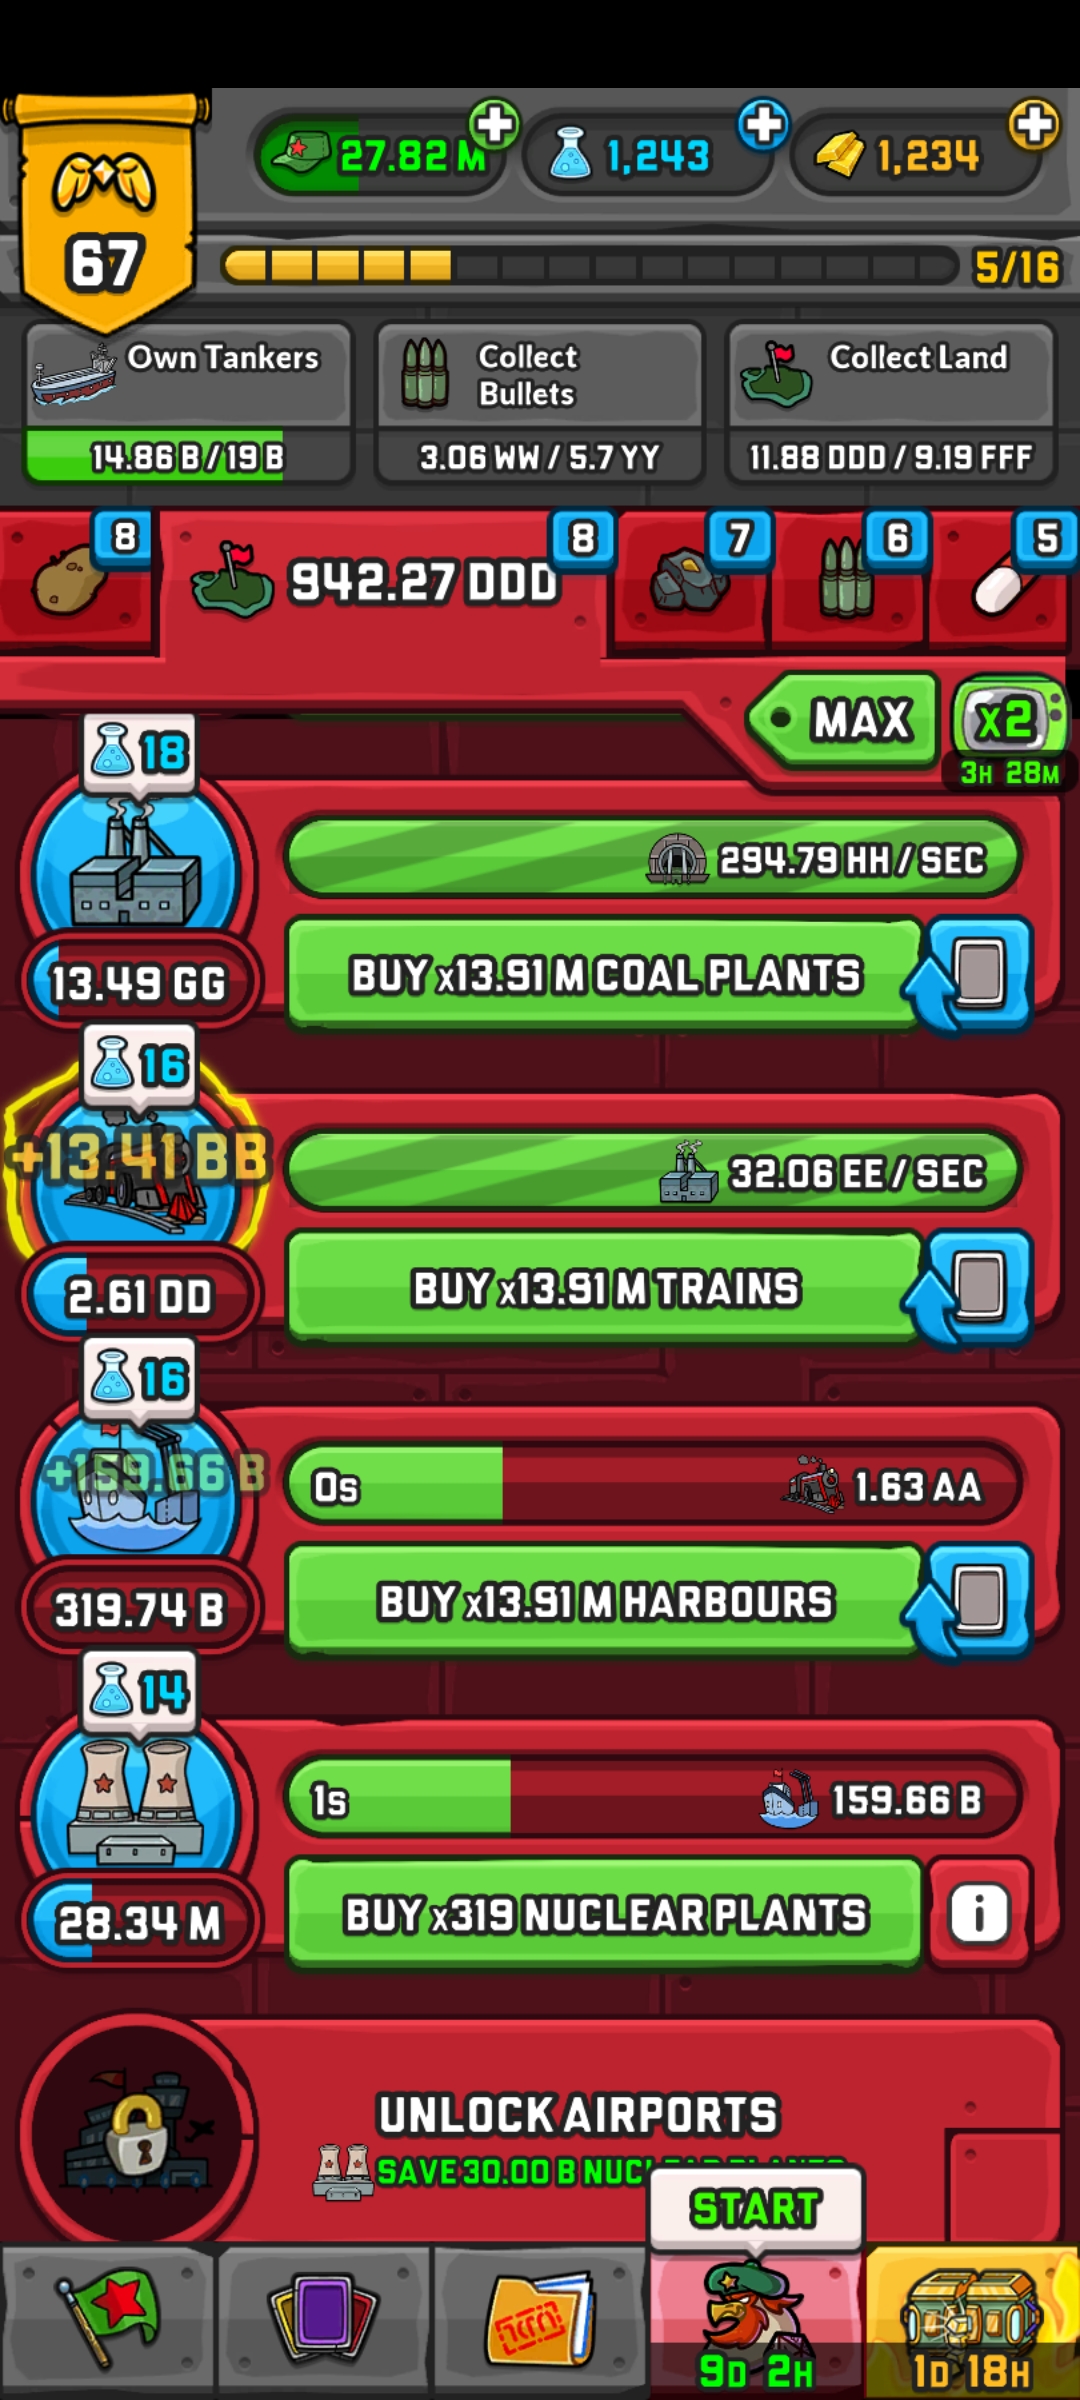 27.82 M
1,243
1,234
67
5/16
Own Tankers
14.86 B / 19 B
Collect
Bullets
3.06 WW / 5.7 YY
Collect Land
11.88 DDD / 9.19 FFF
8
942.27 DDD
8
7
6
5
MAX
x2
3H 28M
18
294.79 HH / SEC
BUY x13.91 M COAL PLANTS
13.49 GG
16
+13.41 BB
32.06 EE / SEC
BUY x13.91 M TRAINS
2.61 DD
16
+159.66 B
0s
1.63 AA
BUY x13.91 M HARBOURS
319.74 B
14
1s
159.66 B
BUY x319 NUCLEAR PLANTS
i
28.34 M
UNLOCK AIRPORTS
SAVE 30.00 B NUCLEAR PLANTS
START
9D 2H
1D 18H